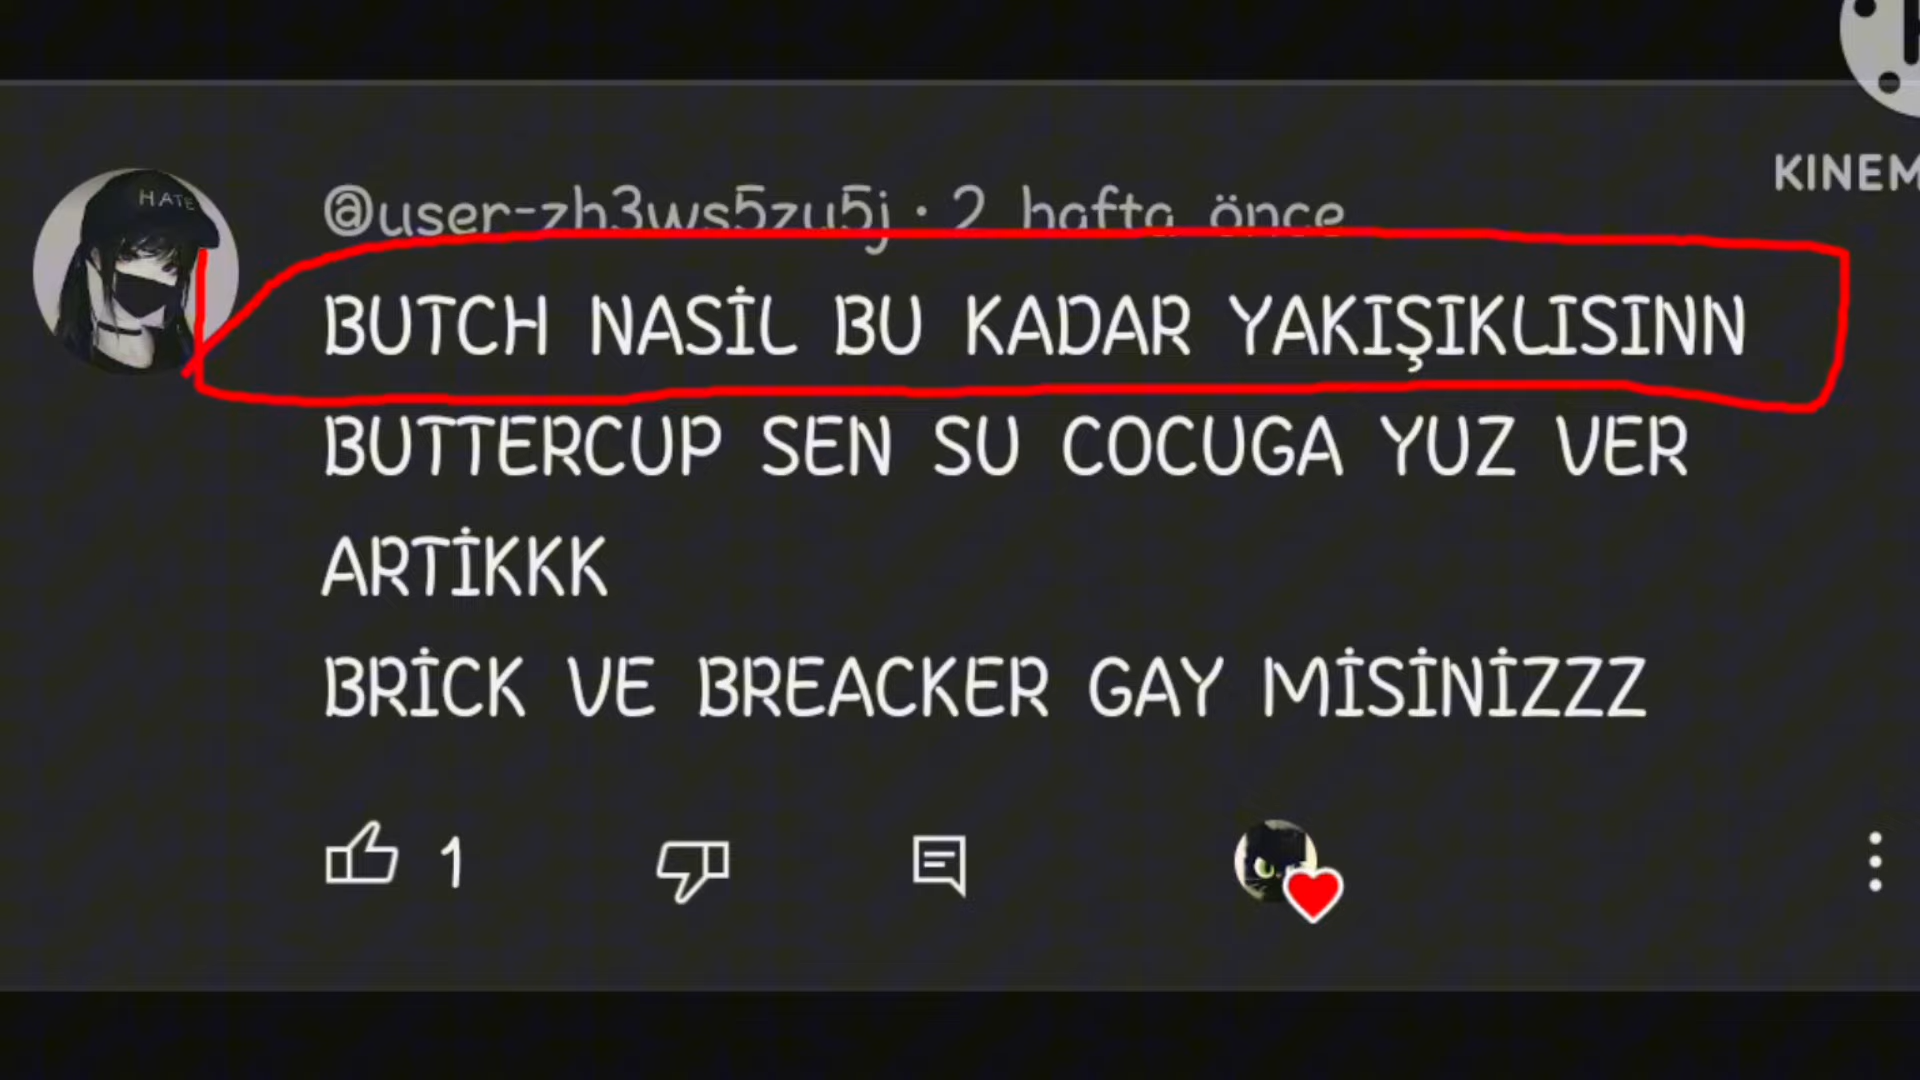 HATE
KINEM
@user-zh3ws5zu5j · 2 hafta önce
BUTCH NASİL BU KADAR YAKIŞIKLISINN
BUTTERCUP SEN SU COCUGA YUZ VER
ARTİKKK
BRİCK VE BREACKER GAY MİSİNİZZZ
1